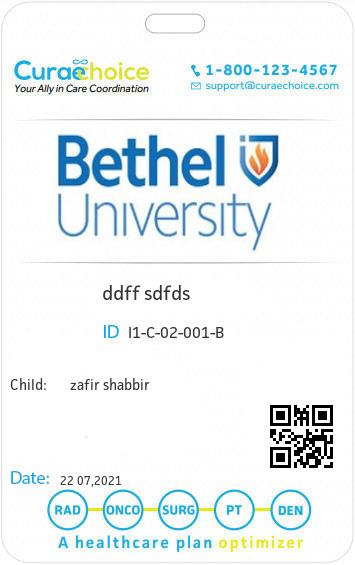 Curaechoice
Your Ally in Care Coordination
1-800-123-4567
support@curaechoice.com
Bethel
University
ddff sdfds
ID I1-C-02-001-B
Child: zafir shabbir
Date: 22 07,2021
RAD ONCO SURG PT DEN
A healthcare plan optimizer